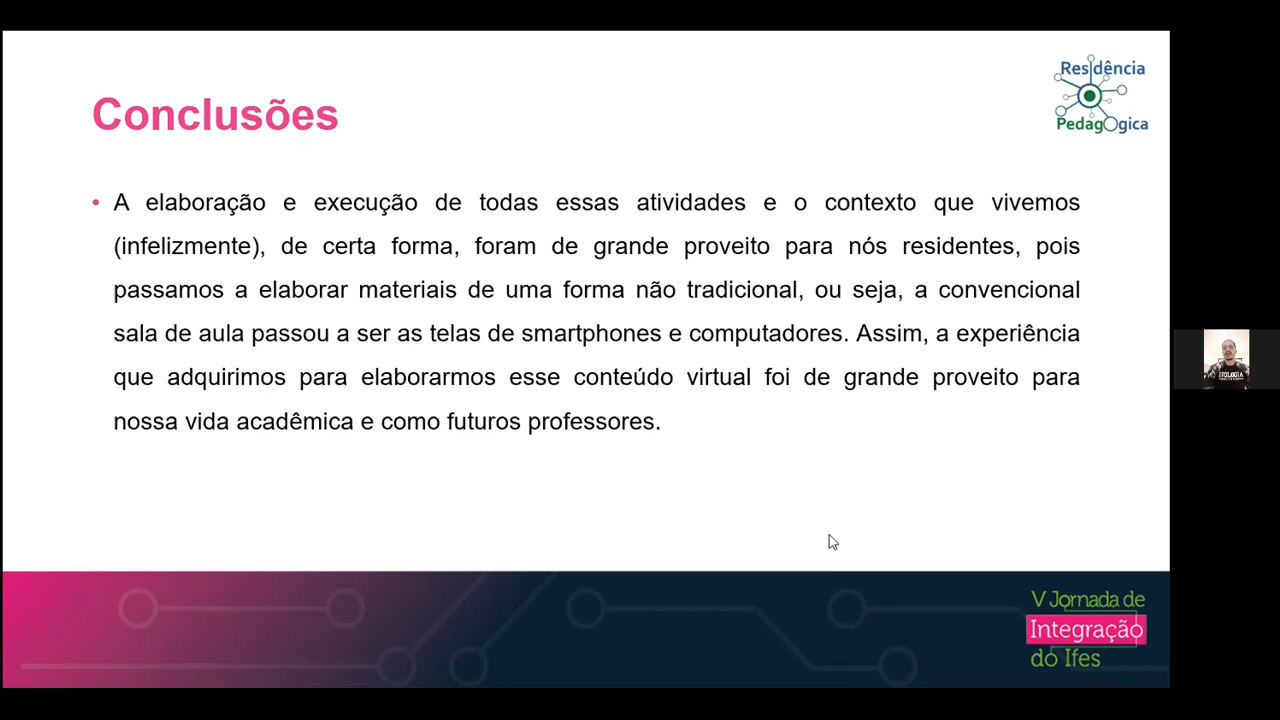 Conclusões
Residência
Pedagógica
• A elaboração e execução de todas essas atividades e o contexto que vivemos
(infelizmente), de certa forma, foram de grande proveito para nós residentes, pois
passamos a elaborar materiais de uma forma não tradicional, ou seja, a convencional
sala de aula passou a ser as telas de smartphones e computadores. Assim, a experiência
que adquirimos para elaborarmos esse conteúdo virtual foi de grande proveito para
nossa vida acadêmica e como futuros professores.
V Jornada de
Integração
do Ifes